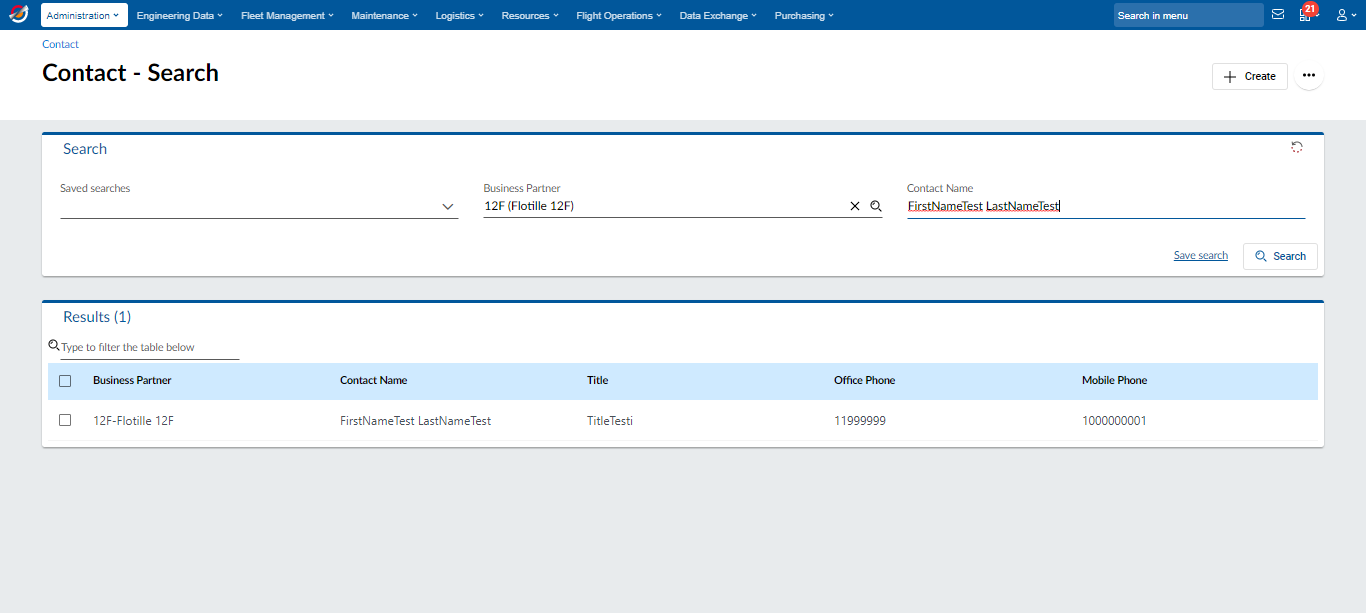 Administration Engineering Data Fleet Management Maintenance Logistics Resources Flight Operations Data Exchange Purchasing Search in menu 21
Contact
Contact - Search
Create
Search
Saved searches Business Partner Contact Name
12F (Flotille 12F) FirstNameTest LastNameTest
Save search Search
Results (1)
Type to filter the table below
Business Partner Contact Name Title Office Phone Mobile Phone
12F-Flotille 12F FirstNameTest LastNameTest TitleTesti 11999999 1000000001